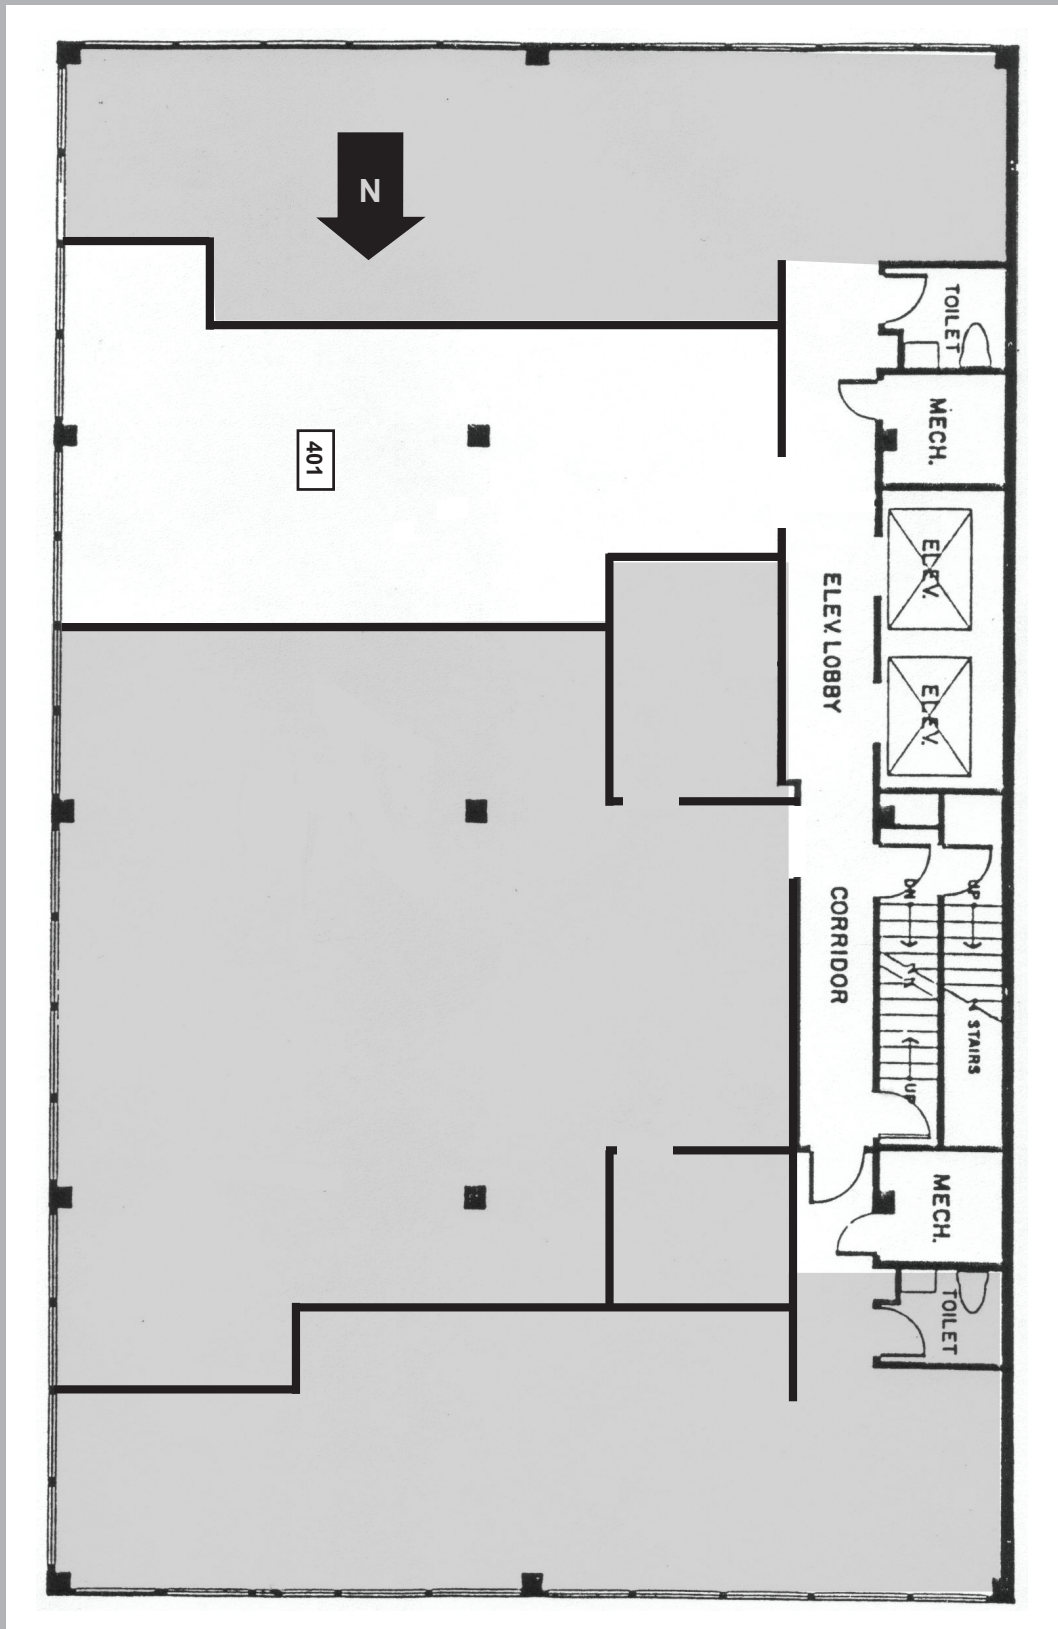 N
TOILET
MECH.
401
ELEV.
ELEV. LOBBY
ELEV.
DN
UP
CORRIDOR
STAIRS
UP
MECH.
TOILET